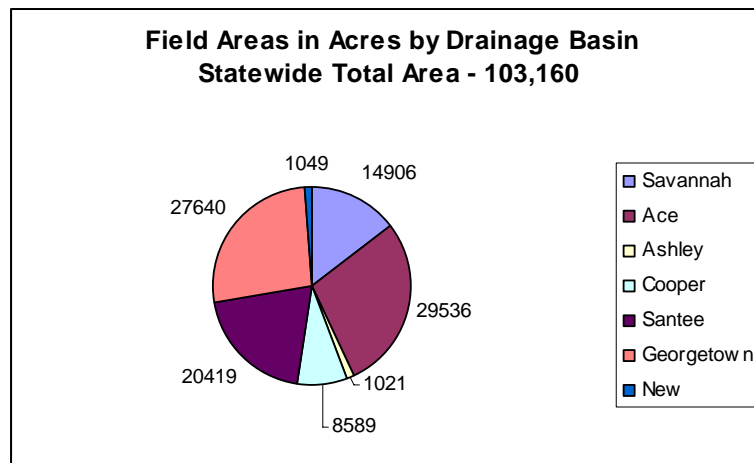 Field Areas in Acres by Drainage Basin
Statewide Total Area - 103,160
1049
14906
27640
29536
20419
1021
8589
Savannah
Ace
Ashley
Cooper
Santee
Georgetown
New